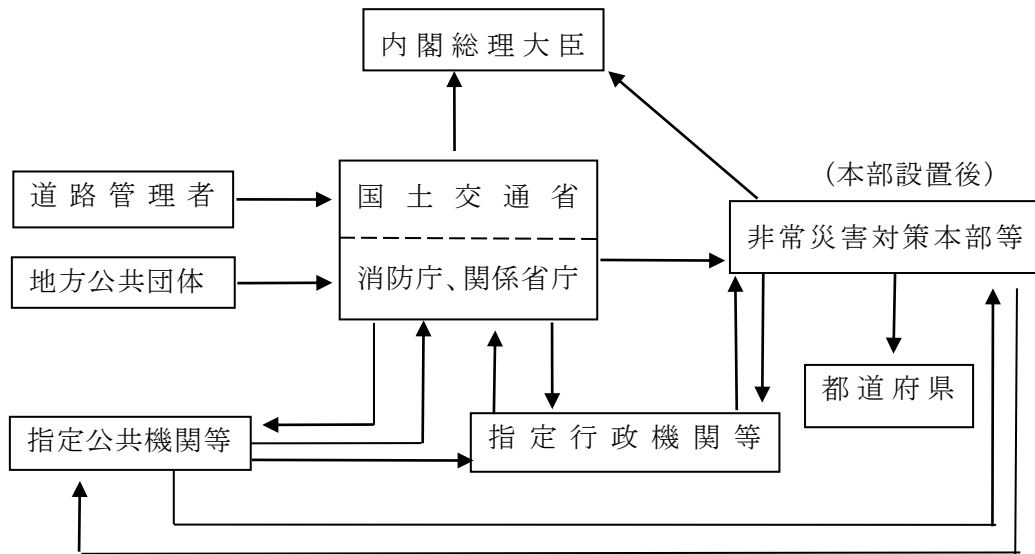 内閣総理大臣
(本部設置後)
道路管理者
国土交通省
非常災害対策本部等
地方公共団体
消防庁、関係省庁
都道府県
指定公共機関等
指定行政機関等